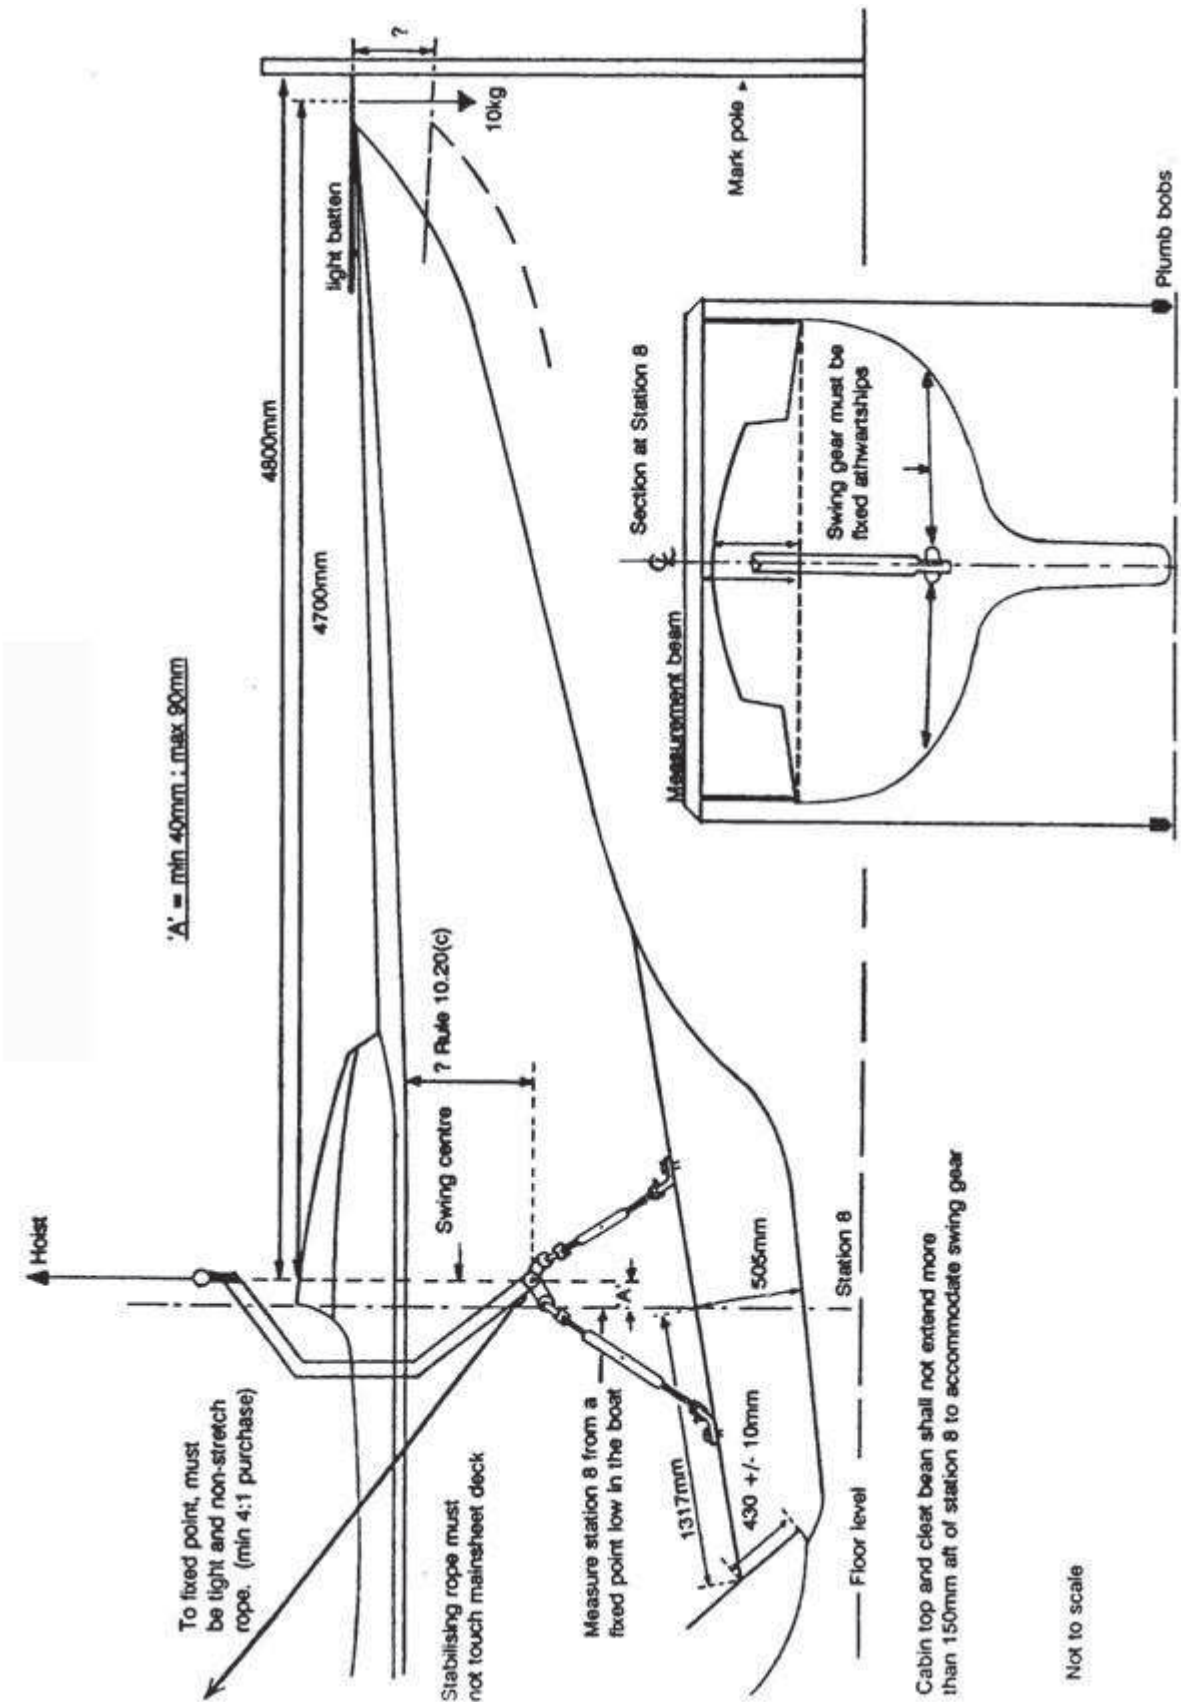 'A' = min 40mm : max 90mm
Hoist
4800mm
4700mm
light batten
?
10kg
Mark pole
To fixed point, must
be tight and non-stretch
rope. (min 4:1 purchase)
Swing centre
? Rule 10.20(c)
Stabilising rope must
not touch mainsheet deck
Measure station 8 from a
fixed point low in the boat
'A'
1317mm
430 +/- 10mm
505mm
Station 8
Floor level
Measurement beam
Section at Station 8
Swing gear must be
fixed athwartships
Plumb bobs
Cabin top and cleat bean shall not extend more
than 150mm aft of station 8 to accommodate swing gear
Not to scale